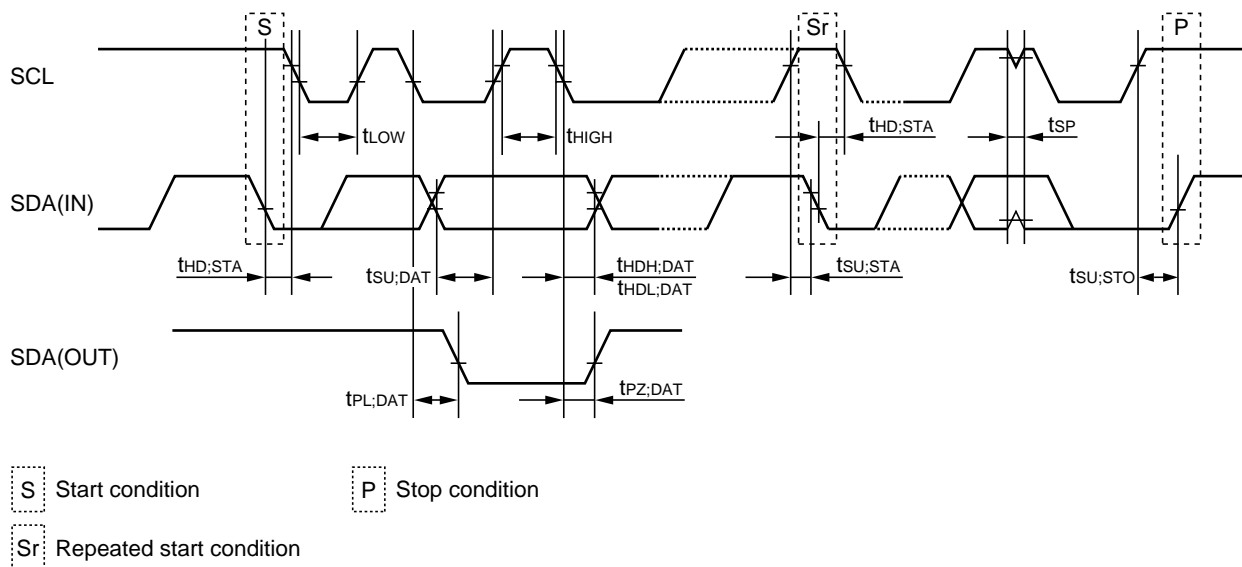 S
Sr
P
SCL
tLOW
tHIGH
tHD;STA
tSP
SDA(IN)
tHD;STA
tSU;DAT
tHDH;DAT
tHDL;DAT
tSU;STA
tSU;STO
SDA(OUT)
tPL;DAT
tPZ;DAT
S Start condition
P Stop condition
Sr Repeated start condition